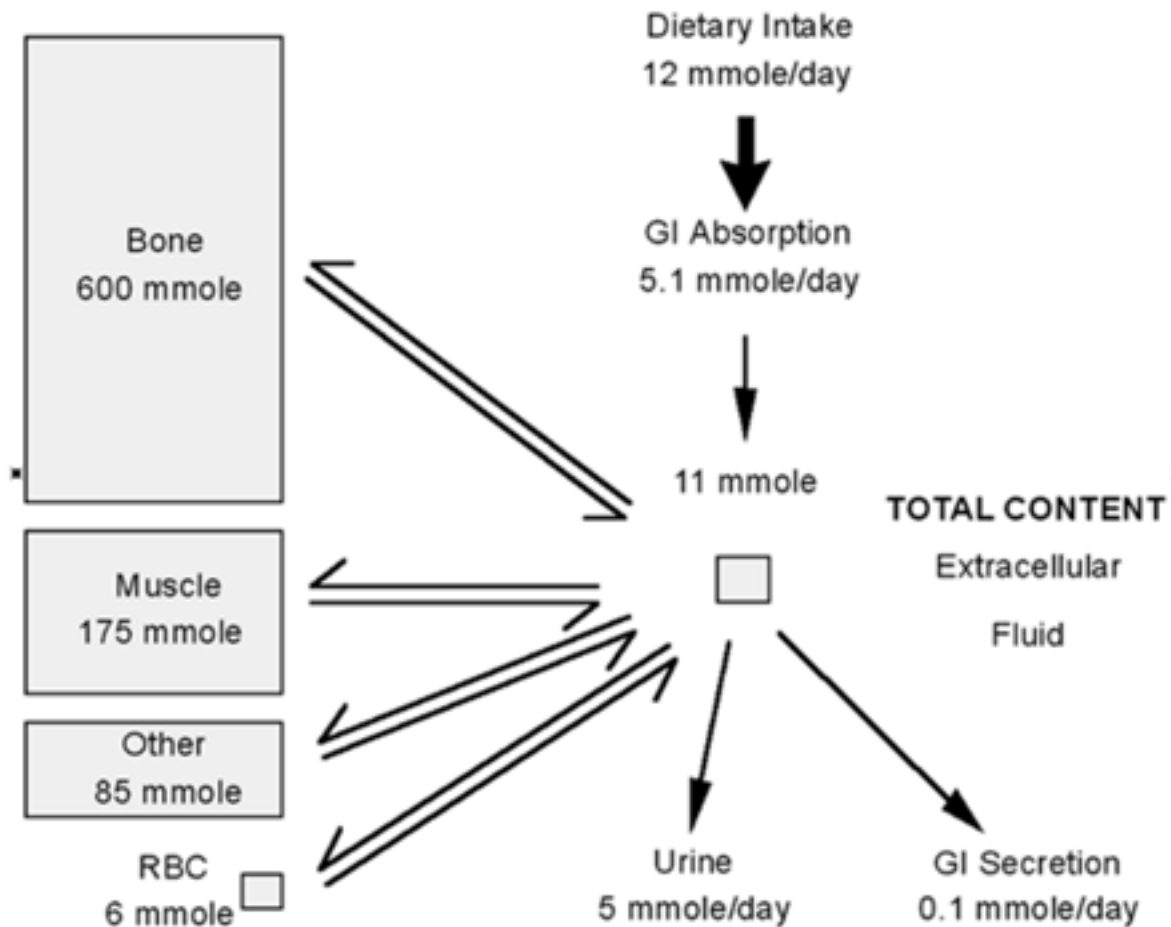 Dietary Intake
12 mmole/day
GI Absorption
5.1 mmole/day
Bone
600 mmole
11 mmole
TOTAL CONTENT
Extracellular
Fluid
Muscle
175 mmole
Other
85 mmole
RBC
6 mmole
Urine
5 mmole/day
GI Secretion
0.1 mmole/day